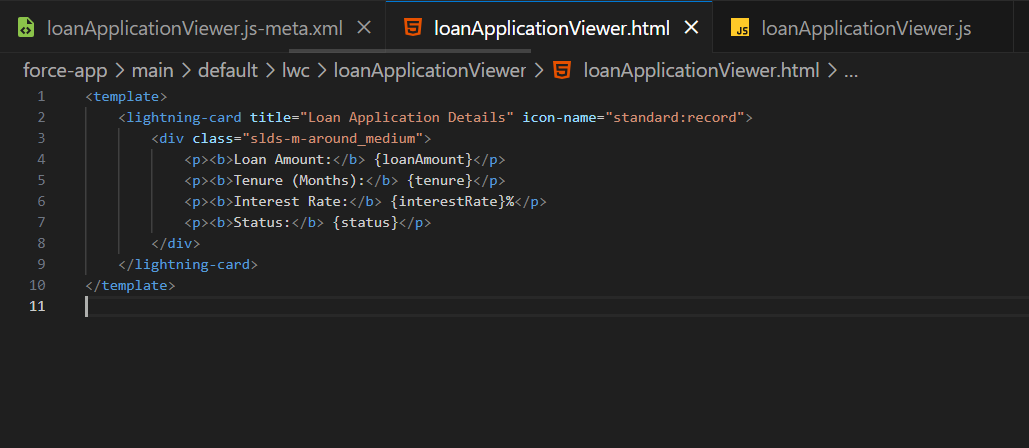 loanApplicationViewer.js-meta.xml
loanApplicationViewer.html
JS loanApplicationViewer.js
force-app > main > default > lwc > loanApplicationViewer > loanApplicationViewer.html > ...
1 <template>
2 <lightning-card title="Loan Application Details" icon-name="standard:record">
3 <div class="slds-m-around_medium">
4 <p><b>Loan Amount:</b> {loanAmount}</p>
5 <p><b>Tenure (Months):</b> {tenure}</p>
6 <p><b>Interest Rate:</b> {interestRate}%</p>
7 <p><b>Status:</b> {status}</p>
8 </div>
9 </lightning-card>
10 </template>
11